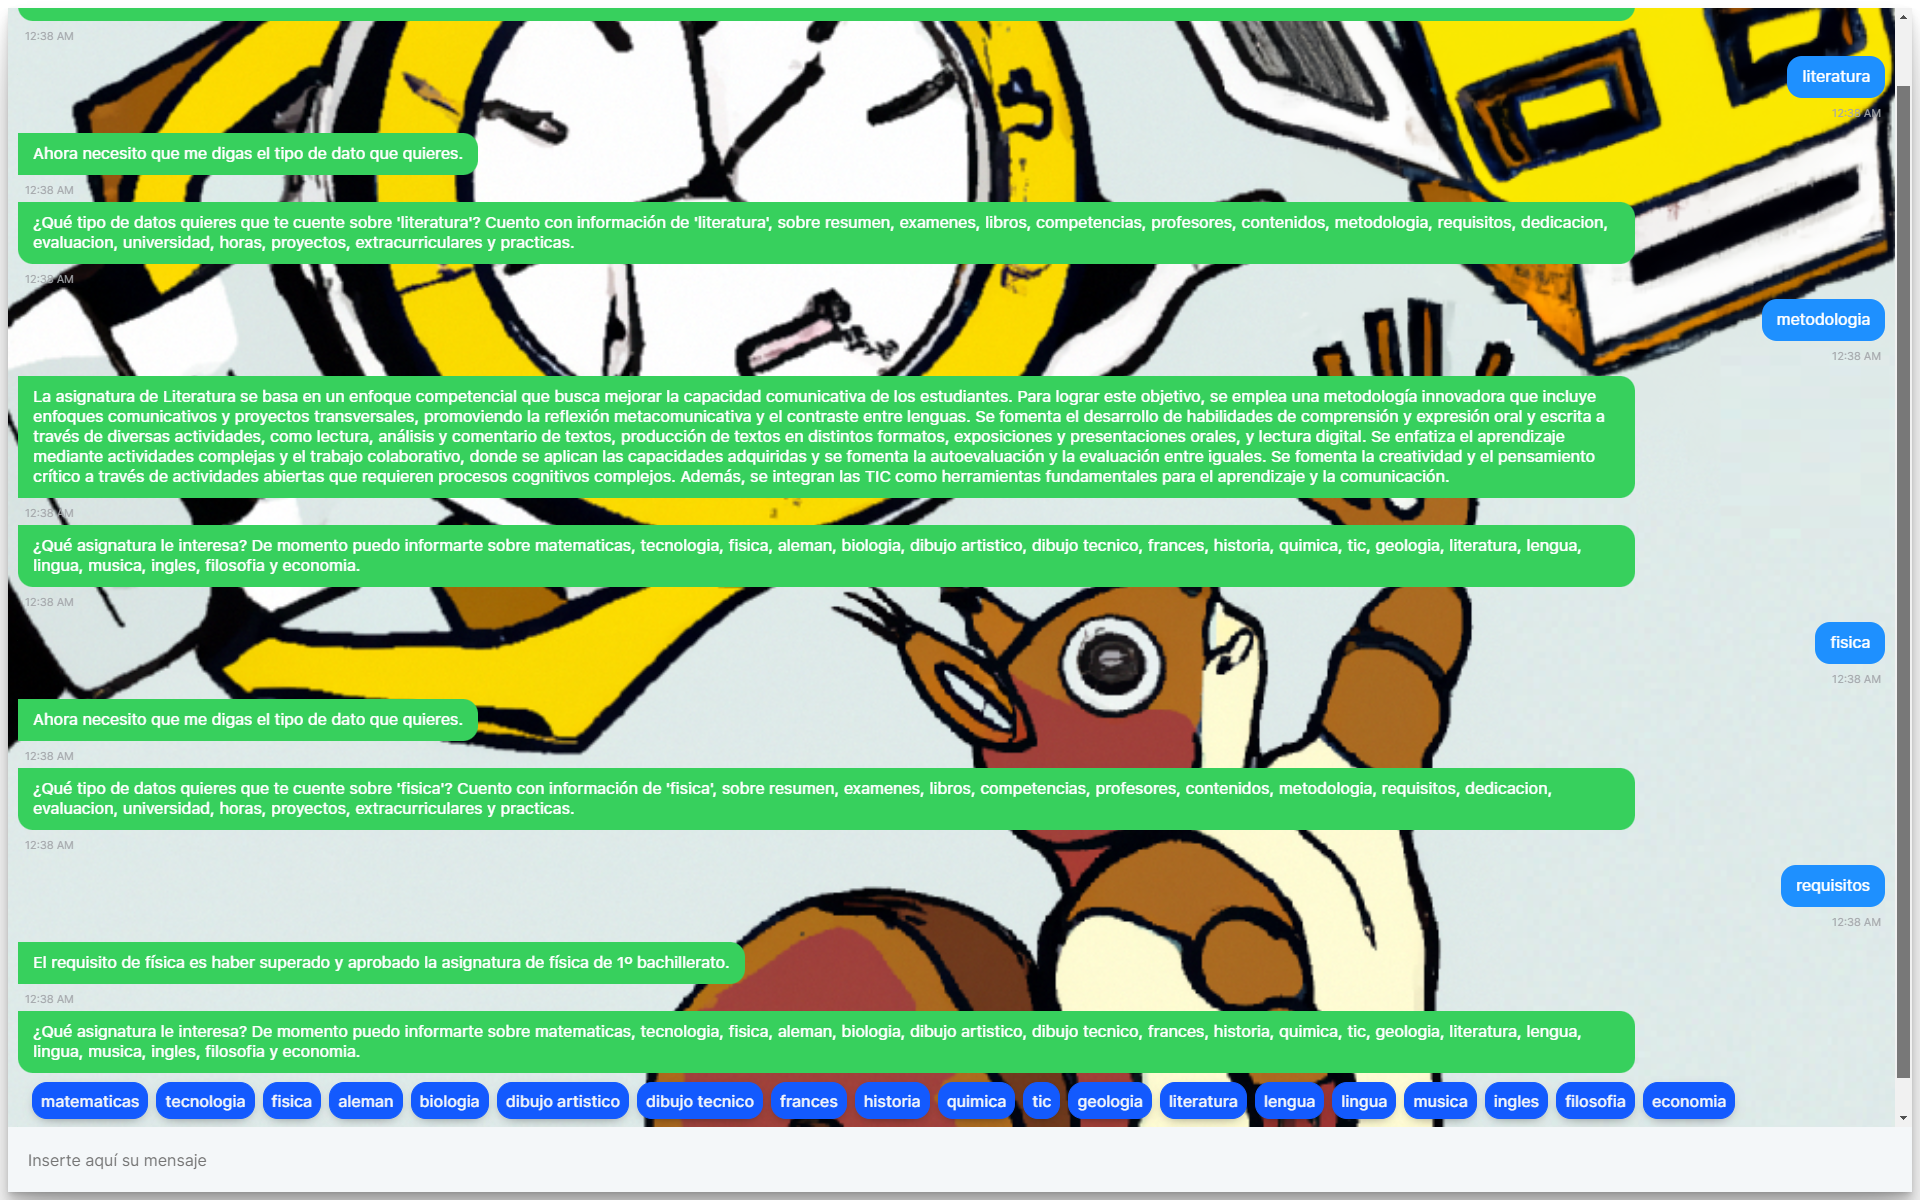 12:38 AM
literatura
12:38 AM
Ahora necesito que me digas el tipo de dato que quieres.
12:38 AM
¿Qué tipo de datos quieres que te cuente sobre 'literatura'? Cuento con información de 'literatura', sobre resumen, examenes, libros, competencias, profesores, contenidos, metodologia, requisitos, dedicacion,
evaluacion, universidad, horas, proyectos, extracurriculares y practicas.
12:38 AM
metodologia
12:38 AM
La asignatura de Literatura se basa en un enfoque competencial que busca mejorar la capacidad comunicativa de los estudiantes. Para lograr este objetivo, se emplea una metodología innovadora que incluye
enfoques comunicativos y proyectos transversales, promoviendo la reflexión metacomunicativa y el contraste entre lenguas. Se fomenta el desarrollo de habilidades de comprensión y expresión oral y escrita a
través de diversas actividades, como lectura, análisis y comentario de textos, producción de textos en distintos formatos, exposiciones y presentaciones orales, y lectura digital. Se enfatiza el aprendizaje
mediante actividades complejas y el trabajo colaborativo, donde se aplican las capacidades adquiridas y se fomenta la autoevaluación y la evaluación entre iguales. Se fomenta la creatividad y el pensamiento
crítico a través de actividades abiertas que requieren procesos cognitivos complejos. Además, se integran las TIC como herramientas fundamentales para el aprendizaje y la comunicación.
12:38 AM
¿Qué asignatura le interesa? De momento puedo informarte sobre matematicas, tecnologia, fisica, aleman, biologia, dibujo artistico, dibujo tecnico, frances, historia, quimica, tic, geologia, literatura, lengua,
lingua, musica, ingles, filosofia y economia.
12:38 AM
fisica
12:38 AM
Ahora necesito que me digas el tipo de dato que quieres.
12:38 AM
¿Qué tipo de datos quieres que te cuente sobre 'fisica'? Cuento con información de 'fisica', sobre resumen, examenes, libros, competencias, profesores, contenidos, metodologia, requisitos, dedicacion,
evaluacion, universidad, horas, proyectos, extracurriculares y practicas.
12:38 AM
requisitos
12:38 AM
El requisito de física es haber superado y aprobado la asignatura de física de 1º bachillerato.
12:38 AM
¿Qué asignatura le interesa? De momento puedo informarte sobre matematicas, tecnologia, fisica, aleman, biologia, dibujo artistico, dibujo tecnico, frances, historia, quimica, tic, geologia, literatura, lengua,
lingua, musica, ingles, filosofia y economia.
matematicas tecnologia fisica aleman biologia dibujo artistico dibujo tecnico frances historia quimica tic geologia literatura lengua lingua musica ingles filosofia economia
Inserte aquí su mensaje